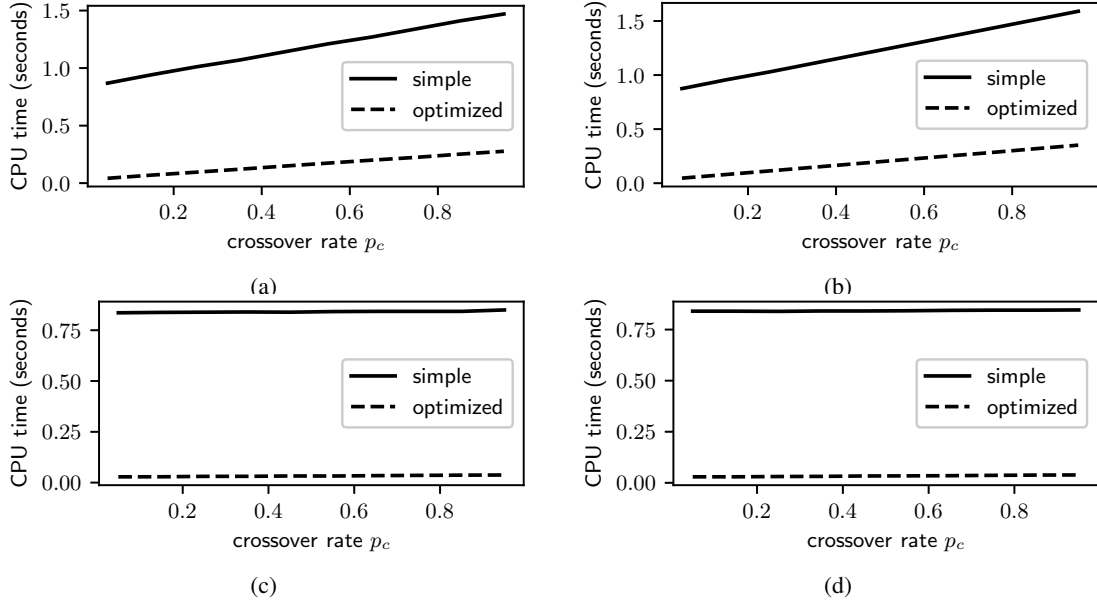 CPU time (seconds)
1.5
1.0
0.5
0.0
simple
optimized
0.2 0.4 0.6 0.8
crossover rate p_c
(a)
CPU time (seconds)
1.5
1.0
0.5
0.0
simple
optimized
0.2 0.4 0.6 0.8
crossover rate p_c
(b)
CPU time (seconds)
0.75
0.50
0.25
0.00
simple
optimized
0.2 0.4 0.6 0.8
crossover rate p_c
(c)
CPU time (seconds)
0.75
0.50
0.25
0.00
simple
optimized
0.2 0.4 0.6 0.8
crossover rate p_c
(d)